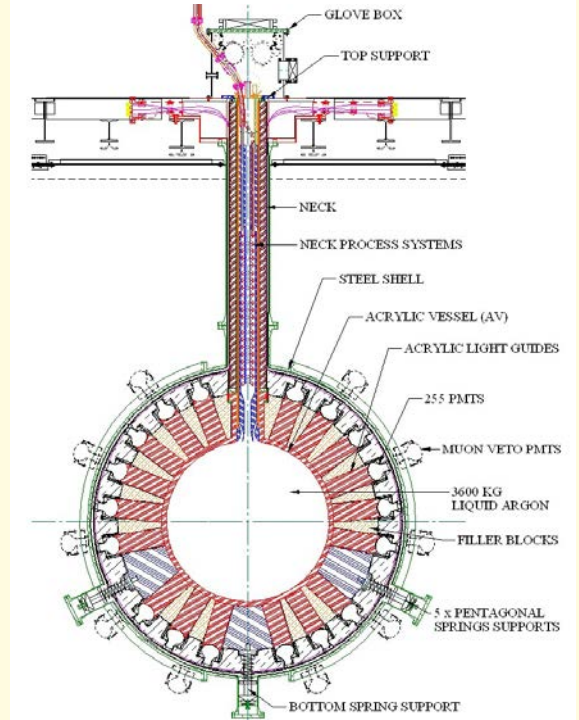 GLOVE BOX
TOP SUPPORT
NECK
NECK PROCESS SYSTEMS
STEEL SHELL
ACRYLIC VESSEL (AV)
ACRYLIC LIGHT GUIDES
255 PMTS
MUON VETO PMTS
3600 KG
LIQUID ARGON
FILLER BLOCKS
5 x PENTAGONAL
SPRINGS SUPPORTS
BOTTOM SPRING SUPPORT